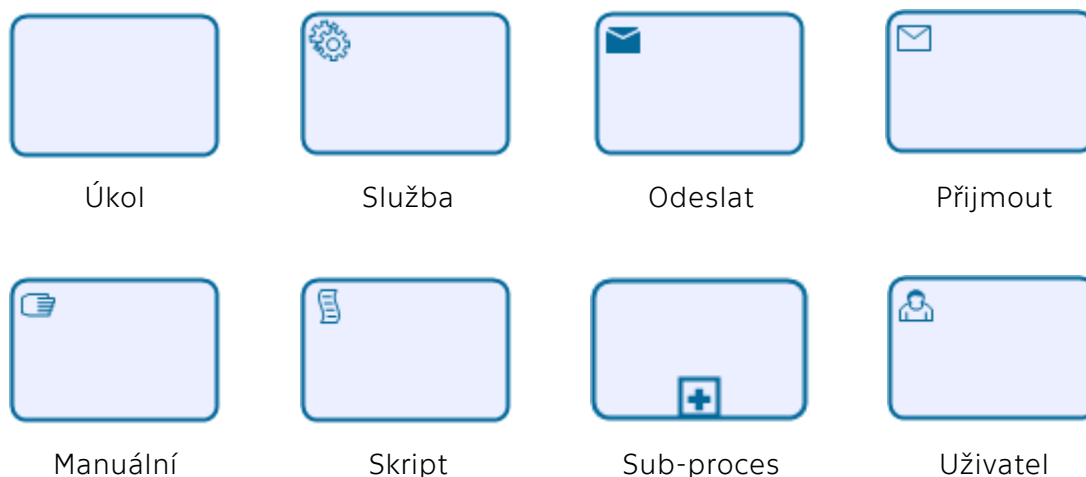 Úkol
Služba
Odeslat
Přijmout
Manuální
Skript
Sub-proces
Uživatel